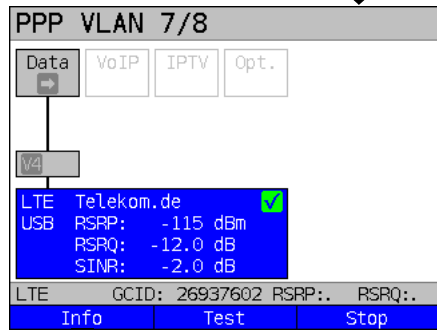 PPP VLAN 7/8
Data VoIP IPTV Opt.
V4
LTE Telekom.de
USB RSRP: -115 dBm
RSRQ: -12.0 dB
SINR: -2.0 dB
LTE GCID: 26937602 RSRP:. RSRQ:.
Info Test Stop